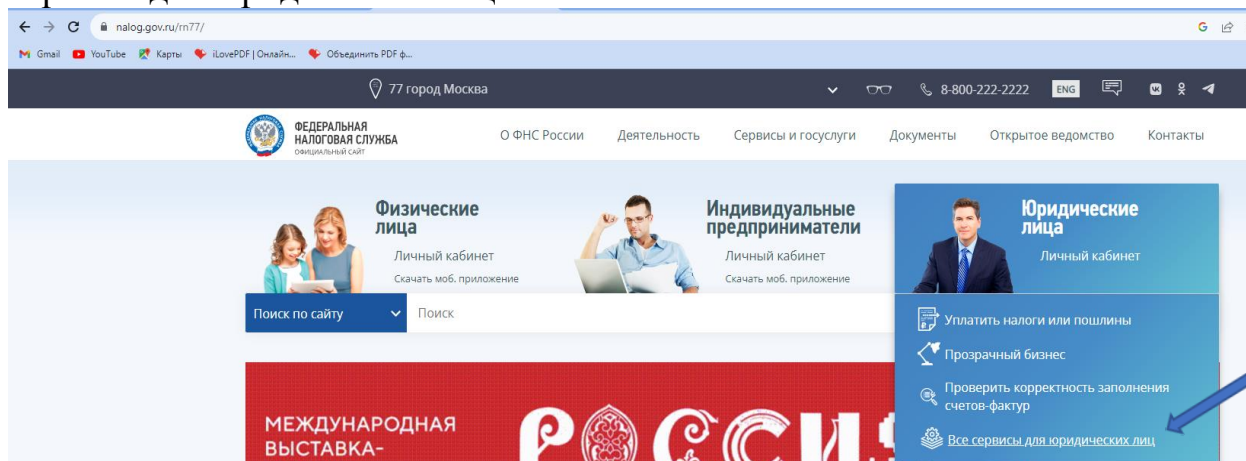 nalog.gov.ru/rn77/
Gmail YouTube Карты iLovePDF | Онлайн... Объединить PDF ф...
77 город Москва 8-800-222-2222 ENG
ФЕДЕРАЛЬНАЯ
НАЛОГОВАЯ СЛУЖБА
ОФИЦИАЛЬНЫЙ САЙТ
О ФНС России Деятельность Сервисы и госуслуги Документы Открытое ведомство Контакты
Физические
лица
Личный кабинет
Скачать моб. приложение
Индивидуальные
предприниматели
Личный кабинет
Скачать моб. приложение
Юридические
лица
Личный кабинет
Поиск по сайту Поиск
Уплатить налоги или пошлины
Прозрачный бизнес
Проверить корректность заполнения
счетов-фактур
Все сервисы для юридических лиц
МЕЖДУНАРОДНАЯ
ВЫСТАВКА-